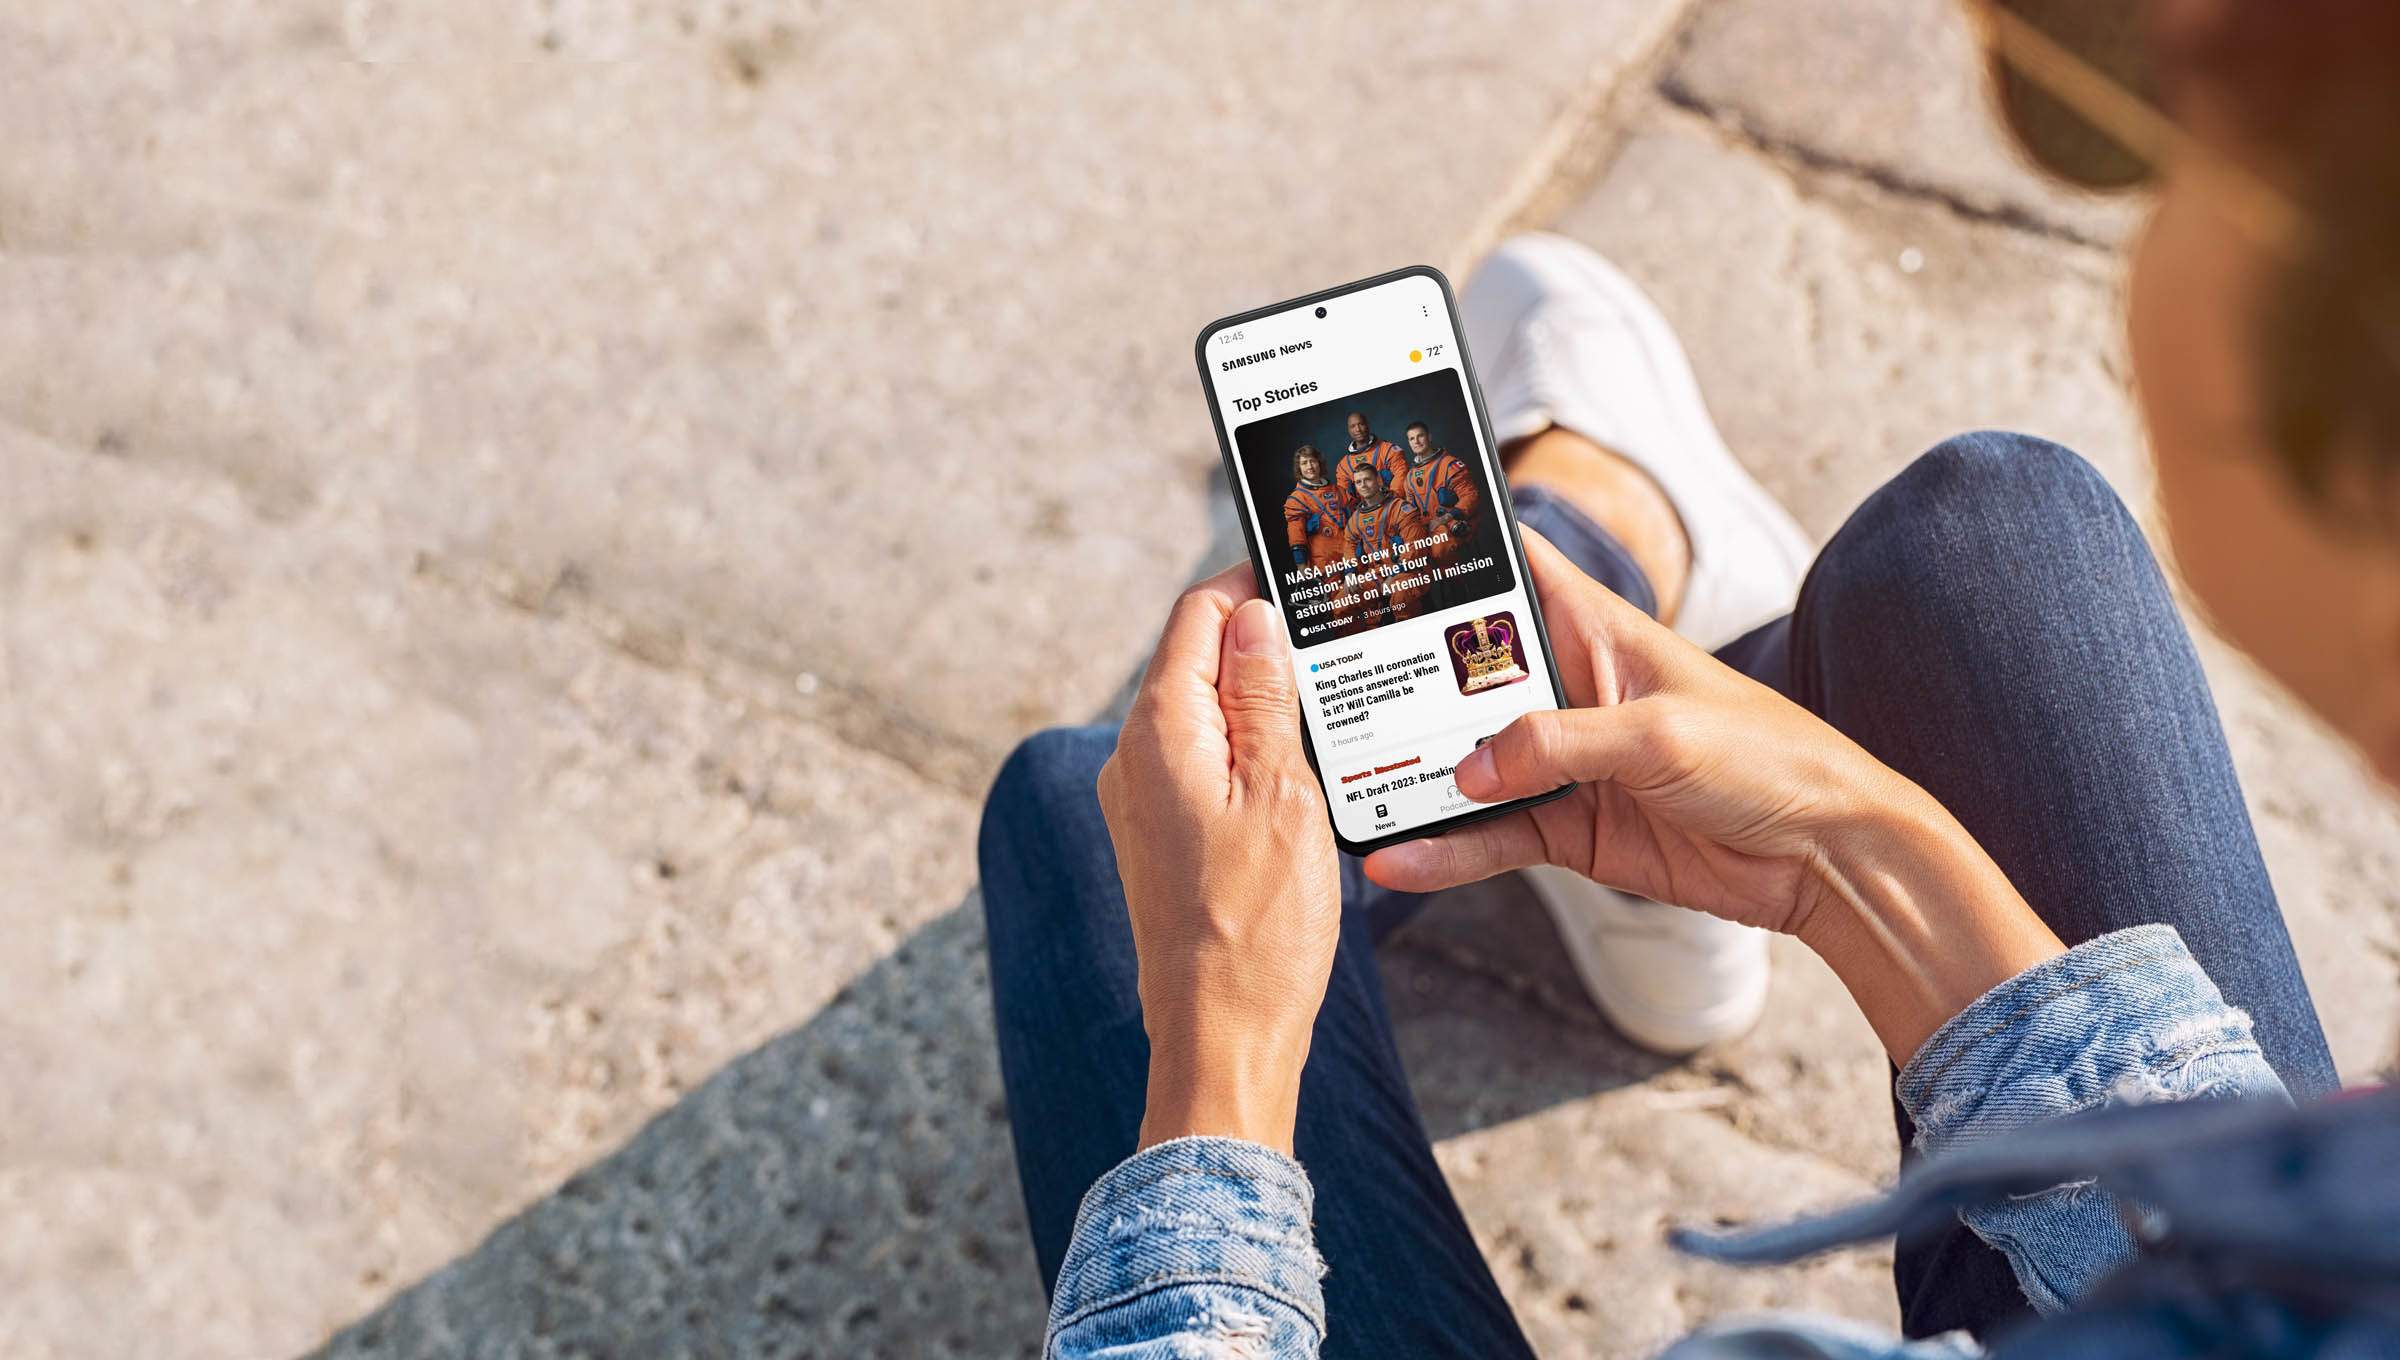 12:45
SAMSUNG News
72°
Top Stories
NASA picks crew for moon
mission: Meet the four
astronauts on Artemis II mission
USA TODAY · 3 hours ago
USA TODAY
King Charles III coronation
questions answered: When
is it? Will Camilla be
crowned?
3 hours ago
Sports Illustrated
NFL Draft 2023:
News
Podcasts